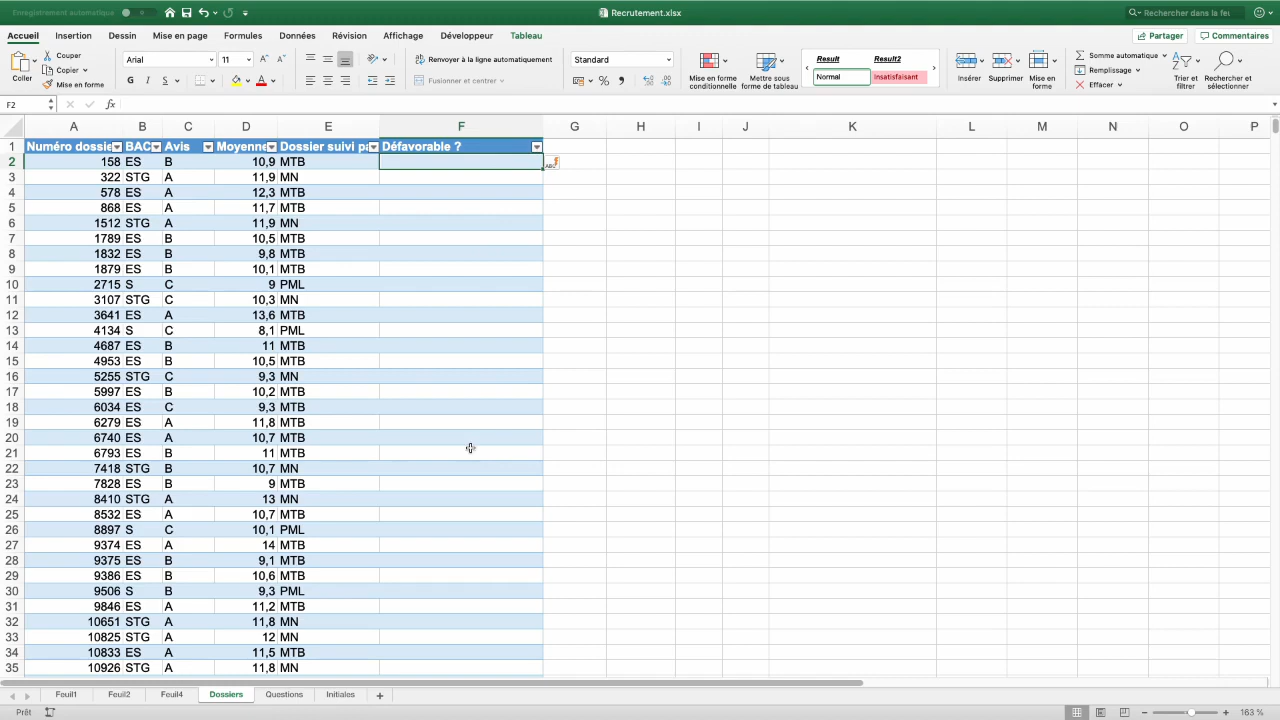 Enregistrement automatique
Recrutement.xlsx
Rechercher dans la feu
Accueil Insertion Dessin Mise en page Formules Données Révision Affichage Développeur Tableau
Partager Commentaires
Coller
Couper
Copier
Mise en forme
Arial 11
G I S
Renvoyer à la ligne automatiquement
Fusionner et centrer
Standard
Mise en forme conditionnelle
Mettre sous forme de tableau
Result Result2
Normal Insatisfaisant
Insérer Supprimer Mise en forme
Somme automatique
Remplissage
Effacer
Trier et filtrer
Rechercher et sélectionner
F2 fx
A B C D E F G H I J K L M N O P
1 Numéro dossie BAC Avis Moyenne Dossier suivi pa Défavorable ?
2 158 ES B 10,9 MTB
3 322 STG A 11,9 MN
4 578 ES A 12,3 MTB
5 868 ES A 11,7 MTB
6 1512 STG A 11,9 MN
7 1789 ES B 10,5 MTB
8 1832 ES B 9,8 MTB
9 1879 ES B 10,1 MTB
10 2715 S C 9 PML
11 3107 STG C 10,3 MN
12 3641 ES A 13,6 MTB
13 4134 S C 8,1 PML
14 4687 ES B 11 MTB
15 4953 ES B 10,5 MTB
16 5255 STG C 9,3 MN
17 5997 ES B 10,2 MTB
18 6034 ES C 9,3 MTB
19 6279 ES A 11,8 MTB
20 6740 ES A 10,7 MTB
21 6793 ES B 11 MTB
22 7418 STG B 10,7 MN
23 7828 ES B 9 MTB
24 8410 STG A 13 MN
25 8532 ES A 10,7 MTB
26 8897 S C 10,1 PML
27 9374 ES A 14 MTB
28 9375 ES B 9,1 MTB
29 9386 ES B 10,6 MTB
30 9506 S B 9,3 PML
31 9846 ES A 11,2 MTB
32 10651 STG A 11,8 MN
33 10825 STG A 12 MN
34 10833 ES A 11,5 MTB
35 10926 STG A 11,8 MN
Feuil1 Feuil2 Feuil4 Dossiers Questions Initiales
Prêt 163 %